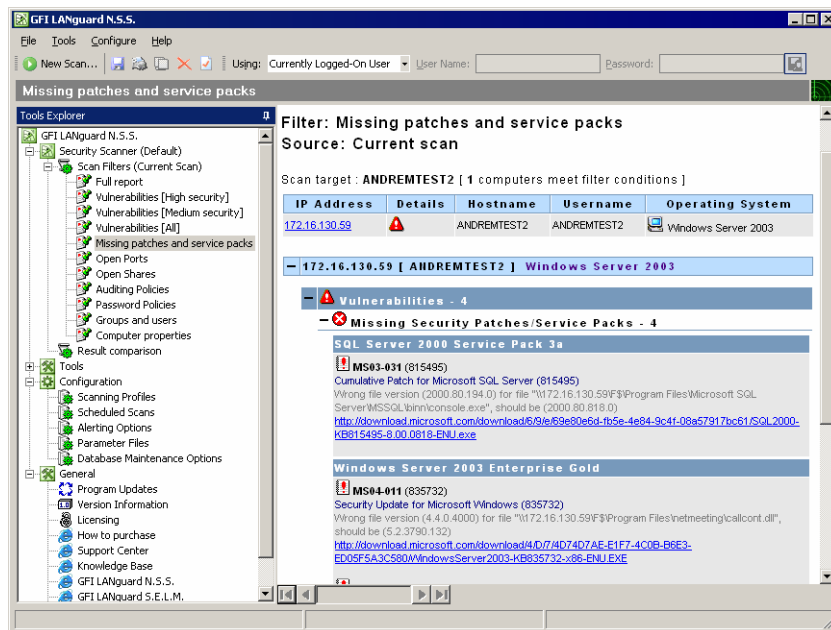 GFI LANguard N.S.S.
File Tools Configure Help
New Scan... Using: Currently Logged-On User User Name: Password:
Missing patches and service packs
Tools Explorer
GFI LANguard N.S.S.
Security Scanner (Default)
Scan Filters (Current Scan)
Full report
Vulnerabilities [High security]
Vulnerabilities [Medium security]
Vulnerabilities [All]
Missing patches and service packs
Open Ports
Open Shares
Auditing Policies
Password Policies
Groups and users
Computer properties
Result comparison
Tools
Configuration
Scanning Profiles
Scheduled Scans
Alerting Options
Parameter Files
Database Maintenance Options
General
Program Updates
Version Information
Licensing
How to purchase
Support Center
Knowledge Base
GFI LANguard N.S.S.
GFI LANguard S.E.L.M.
Filter: Missing patches and service packs
Source: Current scan
Scan target : ANDREMTEST2 [ 1 computers meet filter conditions ]
IP Address Details Hostname Username Operating System
172.16.130.59 ANDREMTEST2 ANDREMTEST2 Windows Server 2003
172.16.130.59 [ ANDREMTEST2 ] Windows Server 2003
Vulnerabilities - 4
Missing Security Patches/Service Packs - 4
SQL Server 2000 Service Pack 3a
MS03-031 (815495)
Cumulative Patch for Microsoft SQL Server (815495)
Wrong file version (2000.80.194.0) for file "\\172.16.130.59\F$\Program Files\Microsoft SQL
Server\MSSQL\binn\console.exe", should be (2000.80.818.0)
http://download.microsoft.com/download/6/9/e/69e80e6d-fb5e-4e84-9c4f-08a57917bc61/SQL2000-
KB815495-8.00.0818-ENU.exe
Windows Server 2003 Enterprise Gold
MS04-011 (835732)
Security Update for Microsoft Windows (835732)
Wrong file version (4.4.0.4000) for file "\\172.16.130.59\F$\Program Files\netmeeting\callcont.dll",
should be (5.2.3790.132)
http://download.microsoft.com/download/4/D/7/4D74D7AE-E1F7-4C0B-B6E3-
ED05F5A3C580/WindowsServer2003-KB835732-x86-ENU.EXE